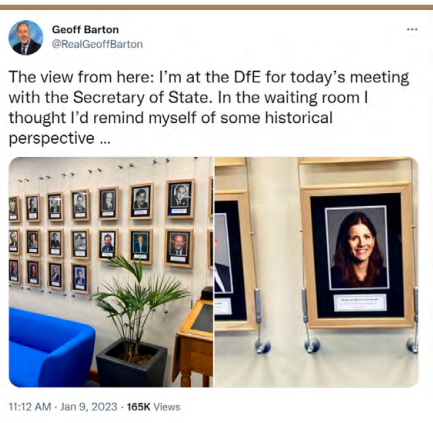 Geoff Barton
@RealGeoffBarton
The view from here: I'm at the DfE for today's meeting
with the Secretary of State. In the waiting room I
thought I'd remind myself of some historical
perspective ...
11:12 AM · Jan 9, 2023 · 165K Views